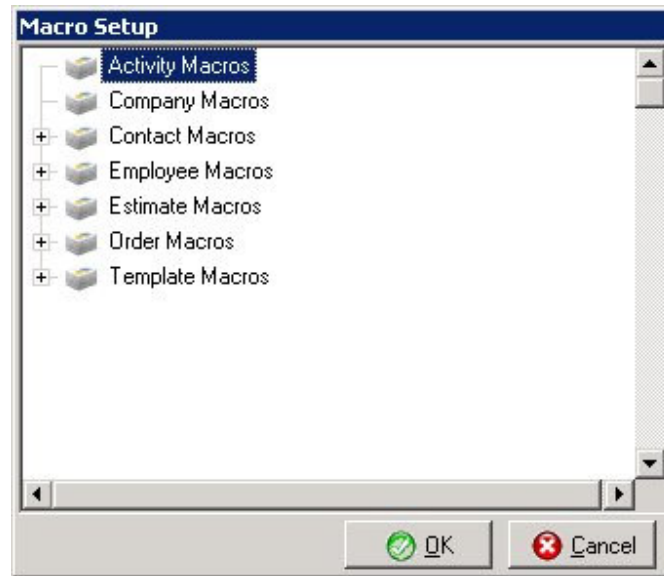 Macro Setup
Activity Macros
Company Macros
Contact Macros
Employee Macros
Estimate Macros
Order Macros
Template Macros
OK
Cancel